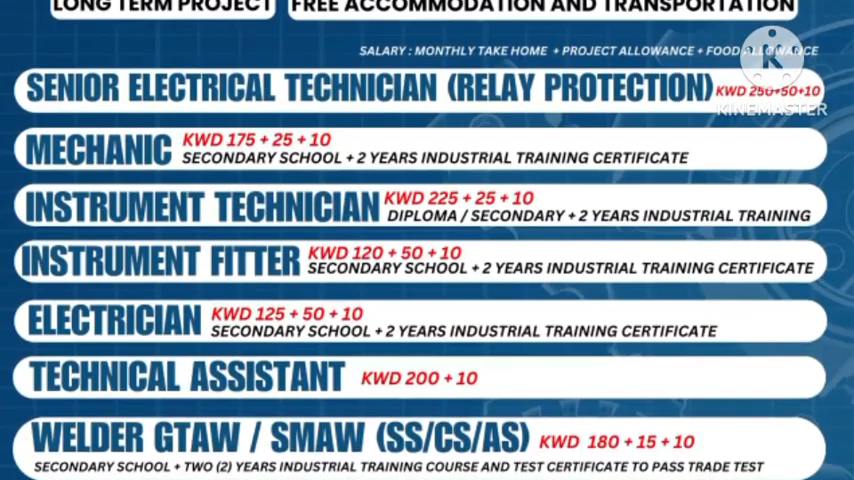 LONG TERM PROJECT FREE ACCOMMODATION AND TRANSPORTATION
SALARY : MONTHLY TAKE HOME + PROJECT ALLOWANCE + FOOD ALLOWANCE
SENIOR ELECTRICAL TECHNICIAN (RELAY PROTECTION) KWD 250+50+10
KINEMASTER
MECHANIC KWD 175 + 25 + 10
SECONDARY SCHOOL + 2 YEARS INDUSTRIAL TRAINING CERTIFICATE
INSTRUMENT TECHNICIAN KWD 225 + 25 + 10
DIPLOMA / SECONDARY + 2 YEARS INDUSTRIAL TRAINING
INSTRUMENT FITTER KWD 120 + 50 + 10
SECONDARY SCHOOL + 2 YEARS INDUSTRIAL TRAINING CERTIFICATE
ELECTRICIAN KWD 125 + 50 + 10
SECONDARY SCHOOL + 2 YEARS INDUSTRIAL TRAINING CERTIFICATE
TECHNICAL ASSISTANT KWD 200 + 10
WELDER GTAW / SMAW (SS/CS/AS) KWD 180 + 15 + 10
SECONDARY SCHOOL + TWO (2) YEARS INDUSTRIAL TRAINING COURSE AND TEST CERTIFICATE TO PASS TRADE TEST